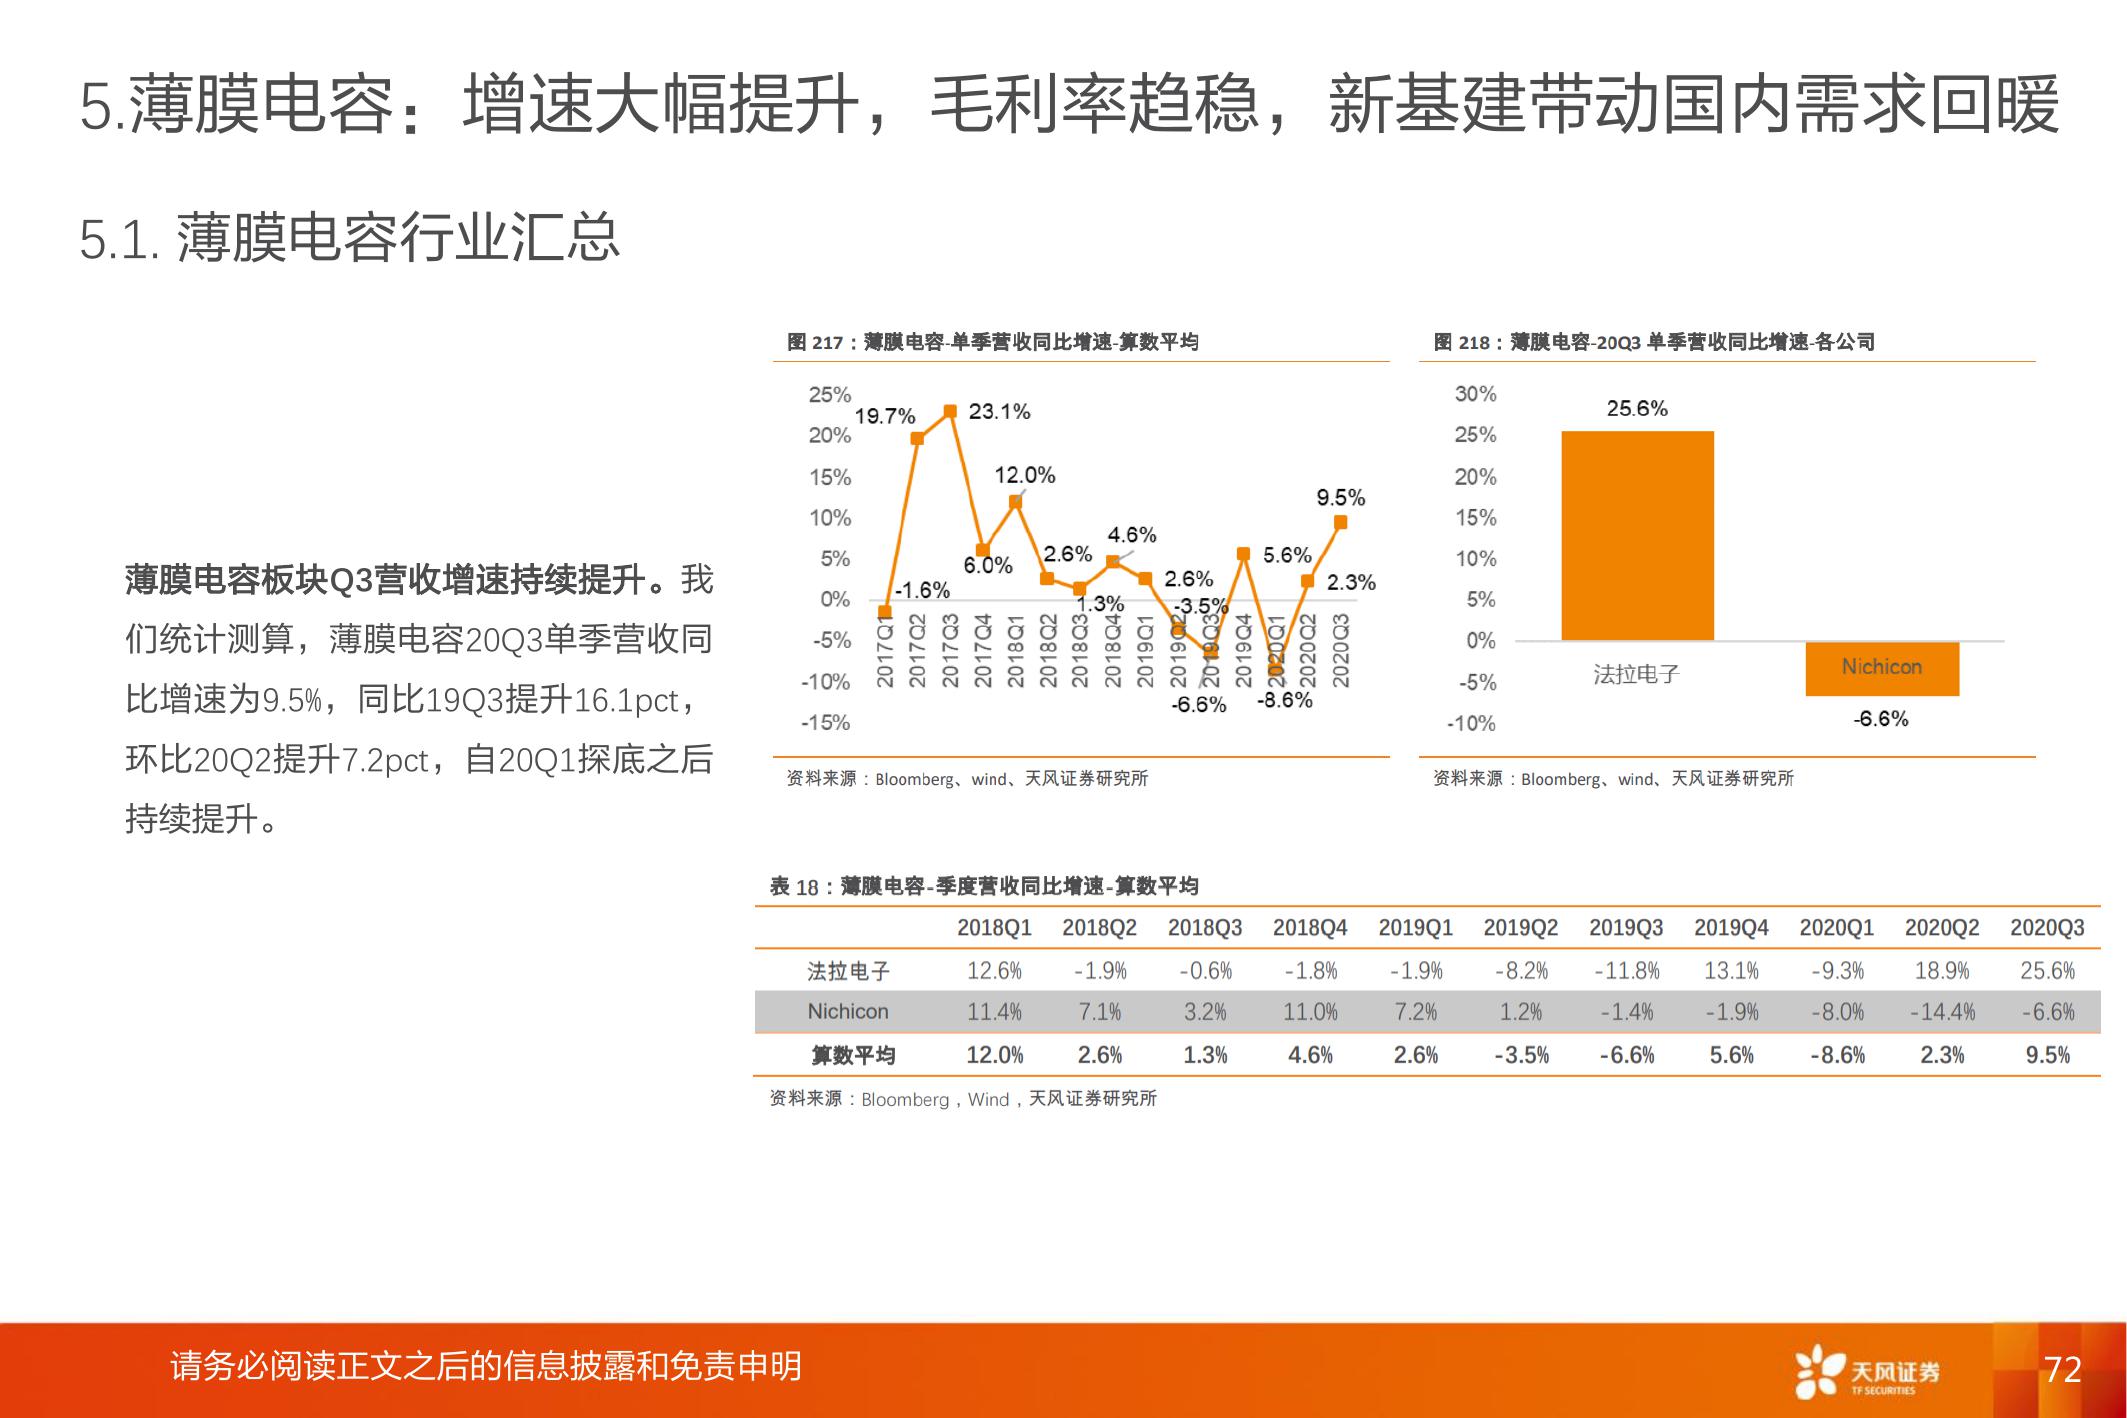 5.薄膜电容：增速大幅提升，毛利率趋稳，新基建带动国内需求回暖
5.1. 薄膜电容行业汇总
薄膜电容板块Q3营收增速持续提升。我
们统计测算，薄膜电容20Q3单季营收同
比增速为9.5%，同比19Q3提升16.1pct，
环比20Q2提升7.2pct，自20Q1探底之后
持续提升。
图 217：薄膜电容-单季营收同比增速-算数平均
25%
20%
15%
10%
5%
0%
-5%
-10%
-15%
-1.6%
19.7%
23.1%
6.0%
12.0%
2.6%
1.3%
4.6%
2.6%
-3.5%
-6.6%
5.6%
-8.6%
2.3%
9.5%
2017Q1
2017Q2
2017Q3
2017Q4
2018Q1
2018Q2
2018Q3
2018Q4
2019Q1
2019Q2
2019Q3
2019Q4
2020Q1
2020Q2
2020Q3
资料来源：Bloomberg、wind、天风证券研究所
图 218：薄膜电容-20Q3 单季营收同比增速-各公司
30%
25%
20%
15%
10%
5%
0%
-5%
-10%
25.6%
法拉电子
Nichicon
-6.6%
资料来源：Bloomberg、wind、天风证券研究所
表 18：薄膜电容-季度营收同比增速-算数平均
2018Q1 2018Q2 2018Q3 2018Q4 2019Q1 2019Q2 2019Q3 2019Q4 2020Q1 2020Q2 2020Q3
法拉电子 12.6% -1.9% -0.6% -1.8% -1.9% -8.2% -11.8% 13.1% -9.3% 18.9% 25.6%
Nichicon 11.4% 7.1% 3.2% 11.0% 7.2% 1.2% -1.4% -1.9% -8.0% -14.4% -6.6%
算数平均 12.0% 2.6% 1.3% 4.6% 2.6% -3.5% -6.6% 5.6% -8.6% 2.3% 9.5%
资料来源：Bloomberg，Wind，天风证券研究所
请务必阅读正文之后的信息披露和免责申明
天风证券
TF SECURITIES
72